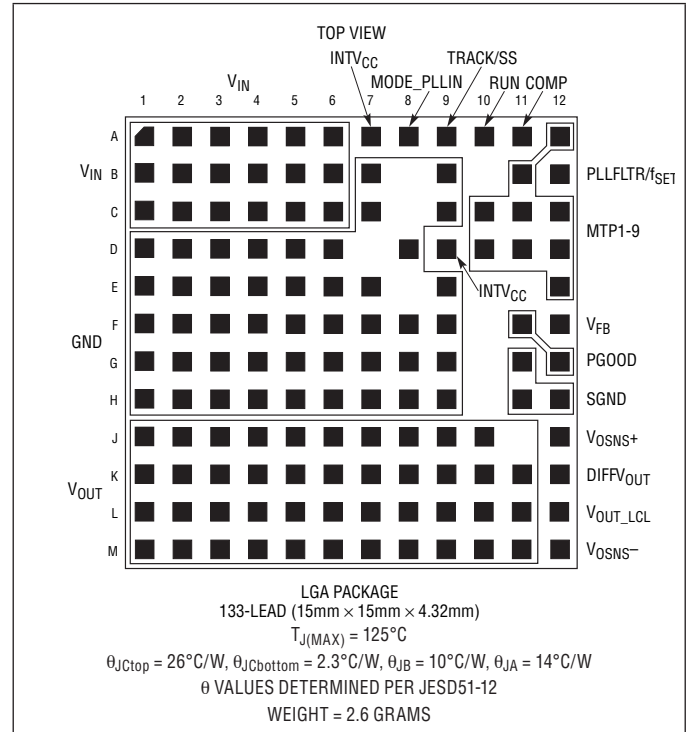 TOP VIEW
INTVCC
TRACK/SS
VIN
MODE_PLLIN
RUN COMP
1 2 3 4 5 6 7 8 9 10 11 12
A
VIN B
PLLFLTR/fSET
C
MTP1-9
D
E
INTVCC
F
VFB
GND
G
PGOOD
H
SGND
J
VOSNS+
K
DIFFVOUT
VOUT
L
VOUT_LCL
M
VOSNS–
LGA PACKAGE
133-LEAD (15mm × 15mm × 4.32mm)
TJ(MAX) = 125°C
θJCtop = 26°C/W, θJCbottom = 2.3°C/W, θJB = 10°C/W, θJA = 14°C/W
θ VALUES DETERMINED PER JESD51-12
WEIGHT = 2.6 GRAMS